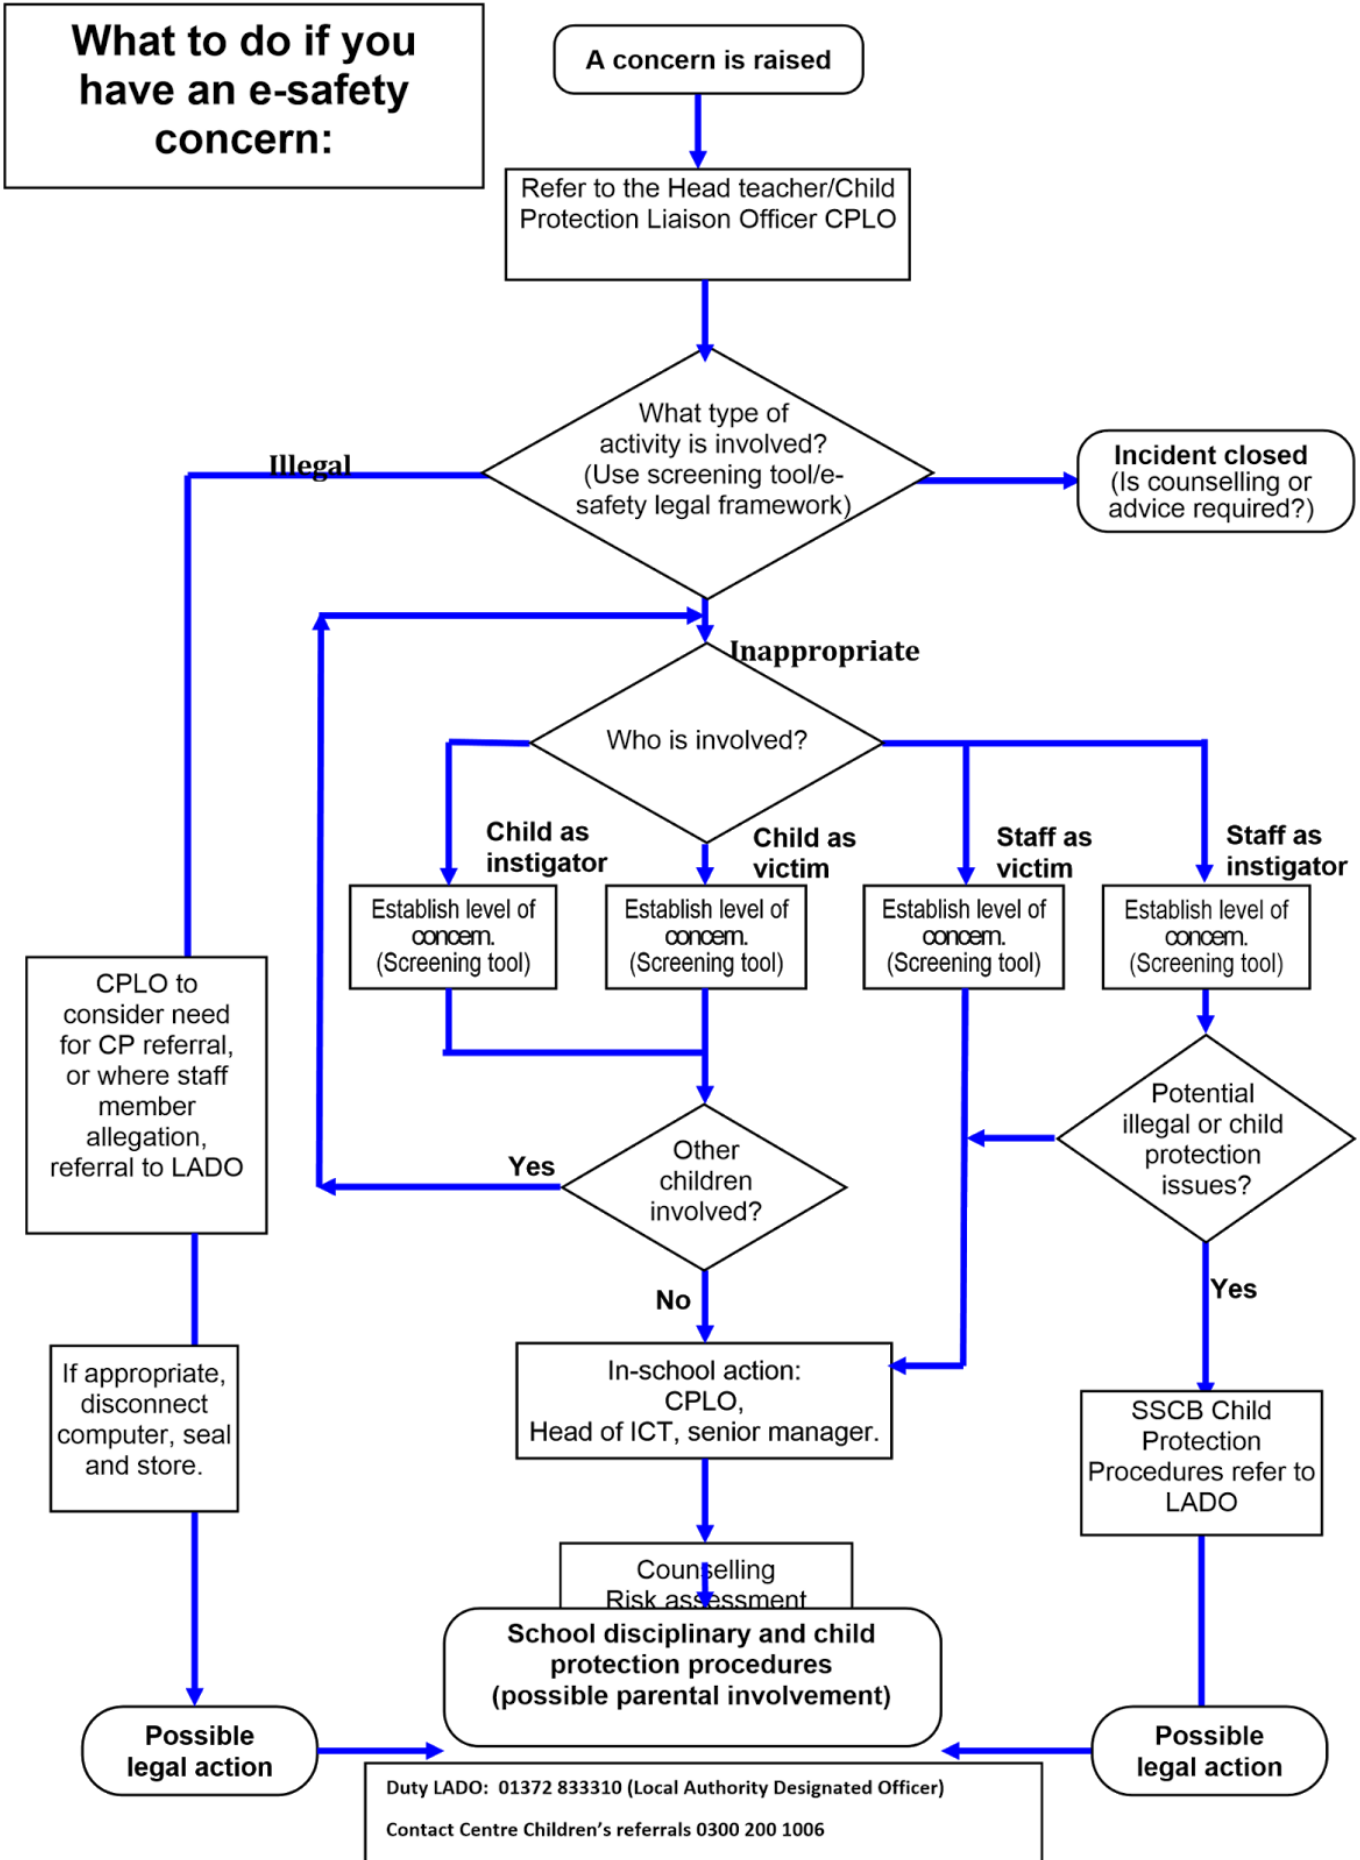 What to do if you
have an e-safety
concern:
A concern is raised
Refer to the Head teacher/Child
Protection Liaison Officer CPLO
What type of
activity is involved?
(Use screening tool/e-
safety legal framework)
Illegal
Incident closed
(Is counselling or
advice required?)
Inappropriate
Who is involved?
Child as
instigator
Child as
victim
Staff as
victim
Staff as
instigator
Establish level of
concern.
(Screening tool)
Establish level of
concern.
(Screening tool)
Establish level of
concern.
(Screening tool)
Establish level of
concern.
(Screening tool)
CPLO to
consider need
for CP referral,
or where staff
member
allegation,
referral to LADO
Potential
illegal or child
protection
issues?
Other
children
involved?
Yes
No
Yes
In-school action:
CPLO,
Head of ICT, senior manager.
If appropriate,
disconnect
computer, seal
and store.
SSCB Child
Protection
Procedures refer to
LADO
Counselling
Risk assessment
School disciplinary and child
protection procedures
(possible parental involvement)
Possible
legal action
Possible
legal action
Duty LADO: 01372 833310 (Local Authority Designated Officer)
Contact Centre Children’s referrals 0300 200 1006